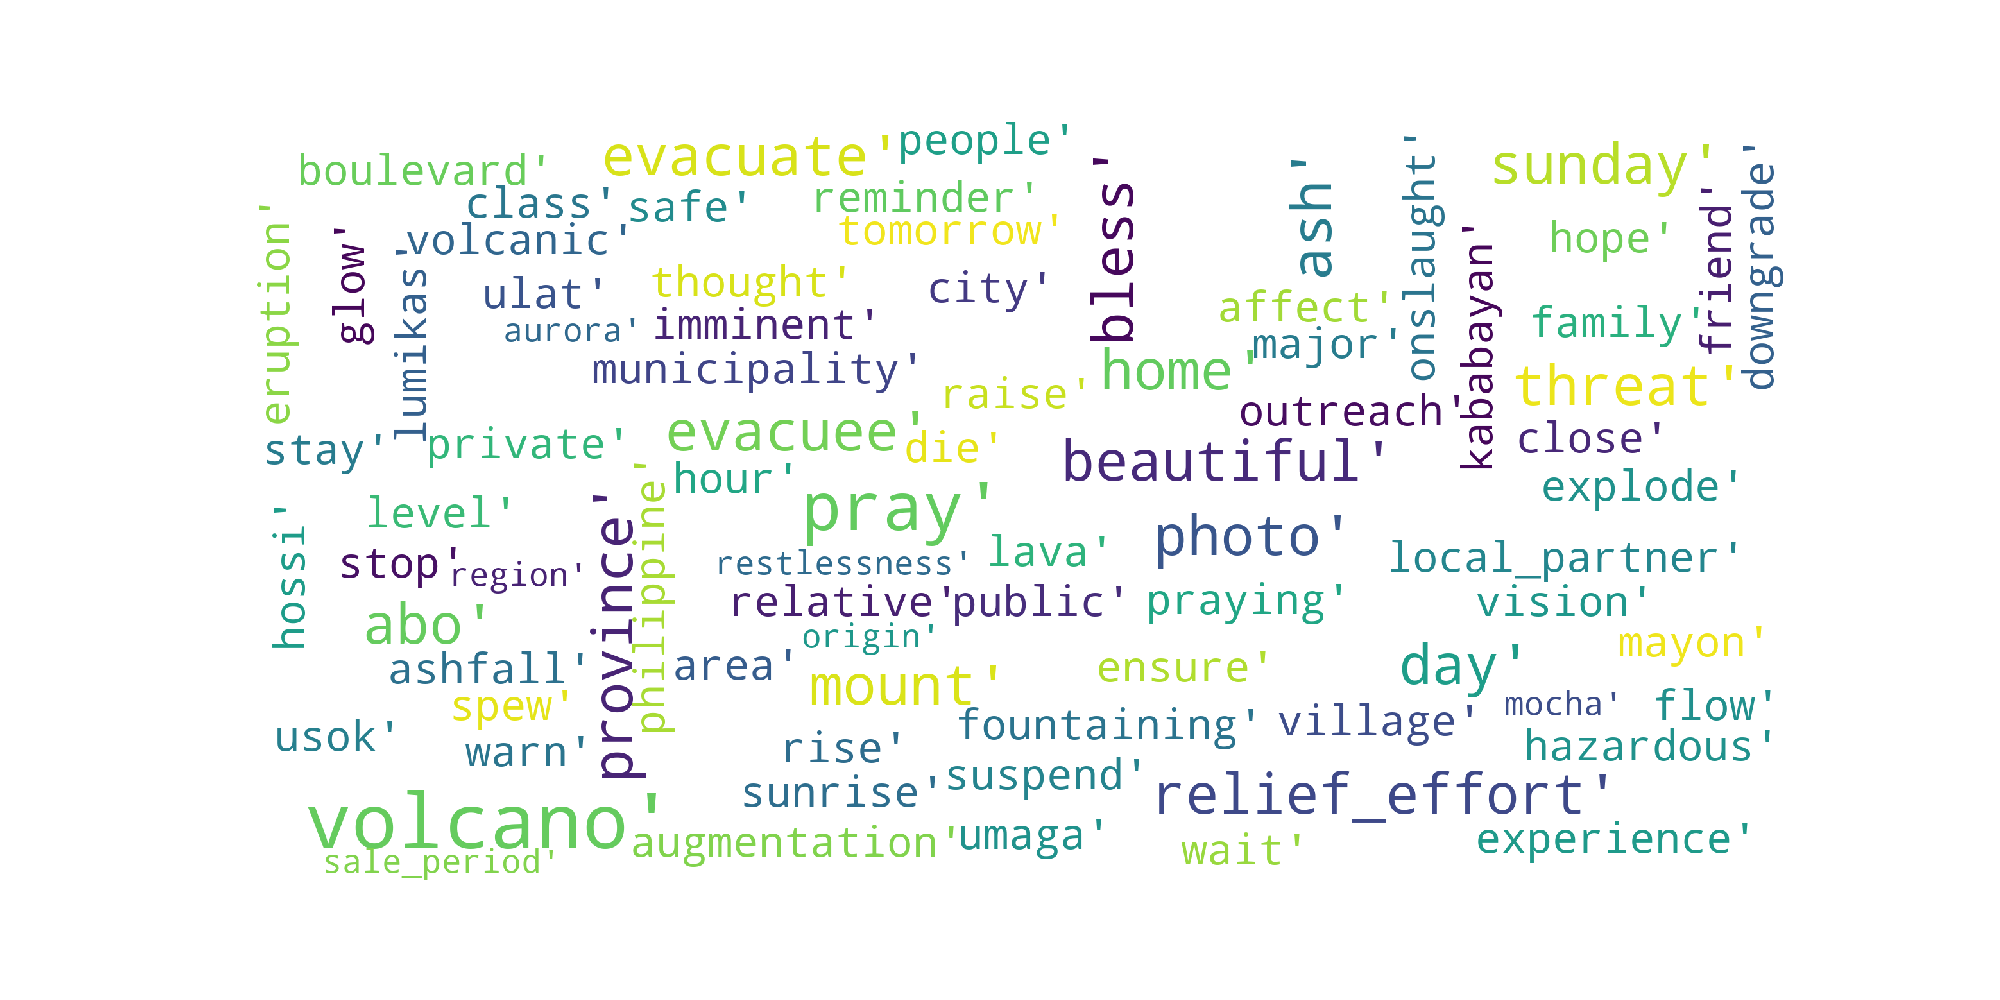 people'
evacuate'
boulevard'
sunday'
bless'
ash'
onslaught'
downgrade'
class'
safe'
reminder'
friend'
eruption'
glow'
volcanic'
tomorrow'
hope'
lumikas'
kababayan'
ulat'
thought'
city'
affect'
aurora'
imminent'
major'
family'
municipality'
home'
raise'
threat'
outreach'
stay'
private'
evacuee'
die'
beautiful'
close'
hour'
explode'
province'
philippine'
pray'
level'
hossi'
photo'
stop'
region'
restlessness'
lava'
local_partner'
relative'
public'
praying'
vision'
abo'
origin'
mayon'
ashfall'
area'
mount'
ensure'
day'
spew'
mocha'
flow'
usok'
warn'
rise'
fountaining'
village'
hazardous'
sunrise'
suspend'
relief_effort'
volcano'
augmentation'
umaga'
wait'
experience'
sale_period'